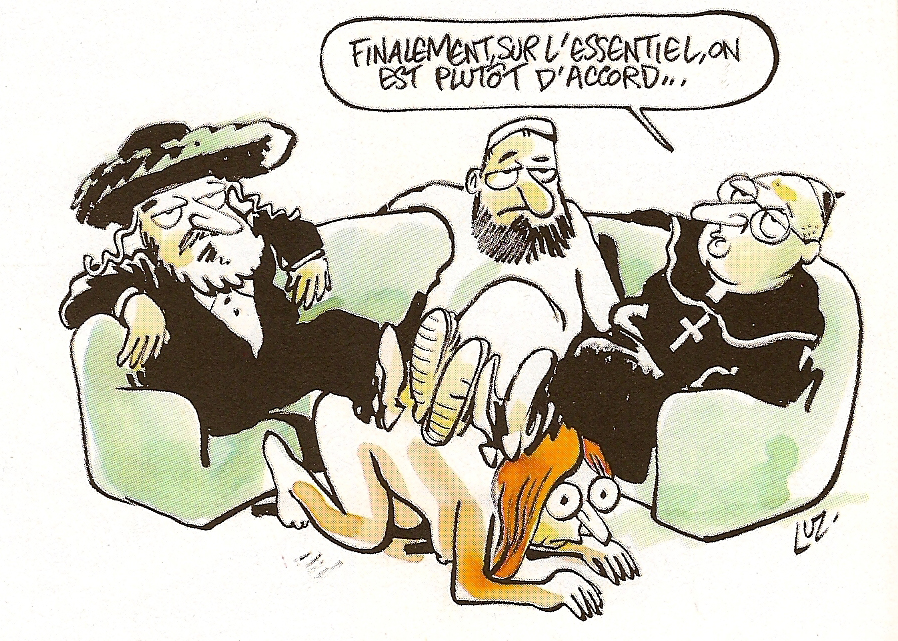 FINALEMENT, SUR L'ESSENTIEL, ON
EST PLUTÔT D'ACCORD...
LUZ.